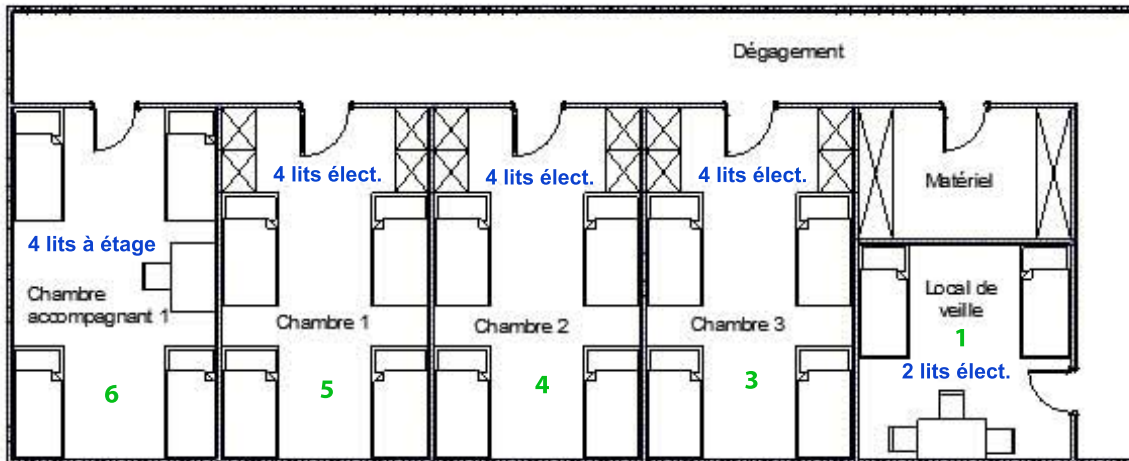 Dégagement
4 lits élect.
4 lits élect.
4 lits élect.
Matériel
4 lits à étage
Chambre
accompagnant 1
Chambre 1
Chambre 2
Chambre 3
Local de
veille
1
2 lits élect.
6
5
4
3